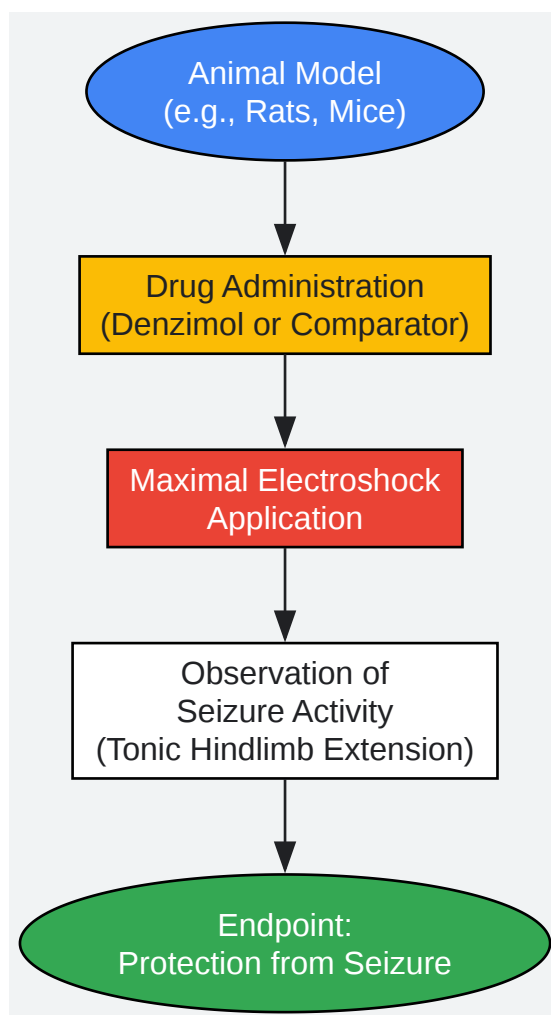 Animal Model
(e.g., Rats, Mice)
Drug Administration
(Denzimol or Comparator)
Maximal Electroshock
Application
Observation of
Seizure Activity
(Tonic Hindlimb Extension)
Endpoint:
Protection from Seizure